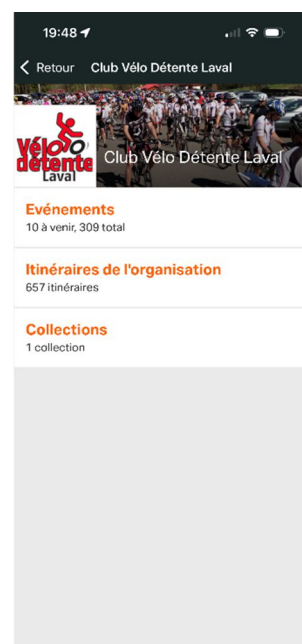 19:48
Retour Club Vélo Détente Laval
Vélo
détente
Laval
Club Vélo Détente Laval
Evénements
10 à venir, 309 total
Itinéraires de l'organisation
657 itinéraires
Collections
1 collection